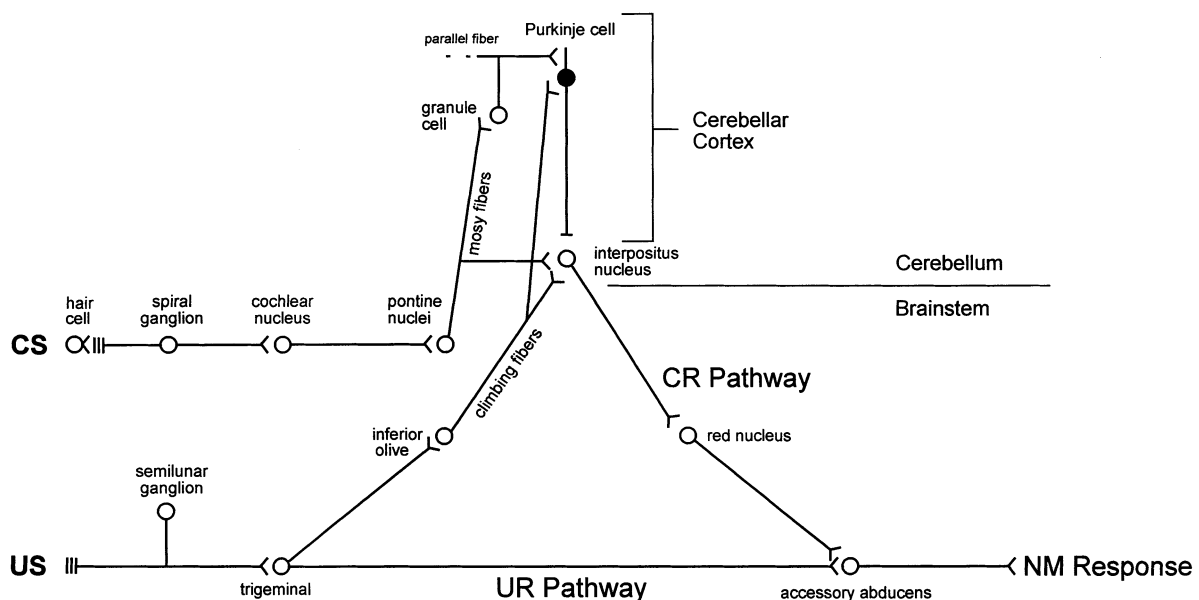 Purkinje cell
parallel fiber
granule
cell
Cerebellar
Cortex
mosy fibers
interpositus
nucleus
Cerebellum
Brainstem
hair
cell
spiral
ganglion
cochlear
nucleus
pontine
nuclei
CS
climbing fibers
CR Pathway
inferior
olive
red nucleus
semilunar
ganglion
US
trigeminal
UR Pathway
accessory abducens
NM Response